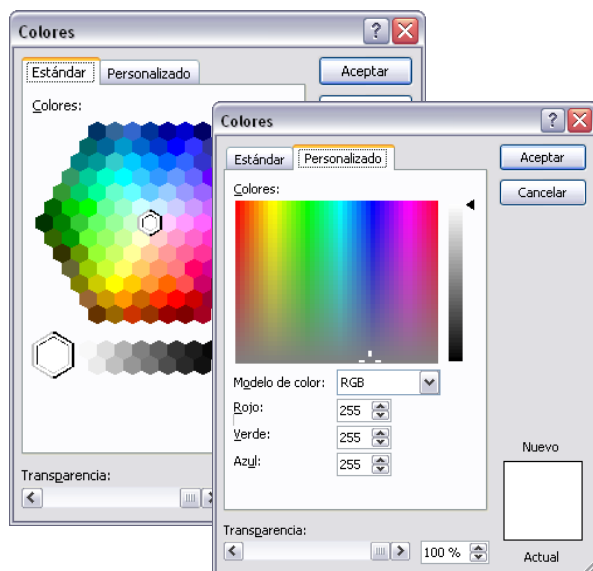 Colores
Estándar
Personalizado
Aceptar
Colores:
Transparencia:
Colores
Estándar
Personalizado
Aceptar
Cancelar
Colores:
Modelo de color: RGB
Rojo: 255
Verde: 255
Azul: 255
Nuevo
Transparencia:
100 %
Actual